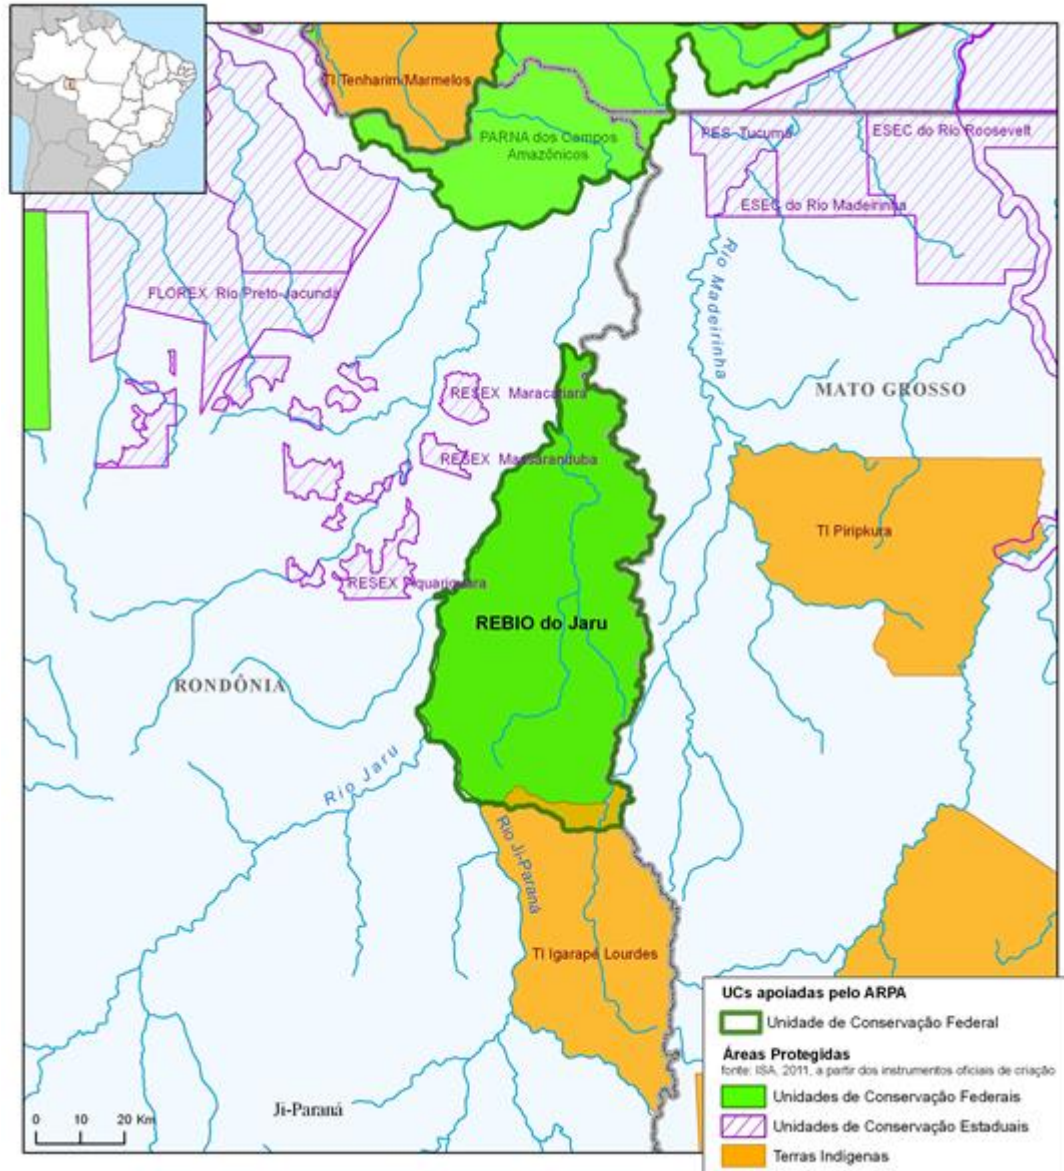 TI Tenharim/Marmelos
PARNA dos Campos
Amazônicos
PES Tucumã
ESEC do Rio Roosevelt
ESEC do Rio Madeirinha
FLOREX Rio Preto-Jacundá
Rio Madeirinha
MATO GROSSO
RESEX Maracatiara
RESEX Massaranduba
TI Piripkura
RESEX Piquariquara
REBIO do Jaru
RONDÔNIA
Rio Jaru
Rio Ji-Paraná
TI Igarapé Lourdes
Ji-Paraná
0 10 20 Km
UCs apoiadas pelo ARPA
Unidade de Conservação Federal
Áreas Protegidas
fonte: ISA, 2011, a partir dos instrumentos oficiais de criação
Unidades de Conservação Federais
Unidades de Conservação Estaduais
Terras Indígenas